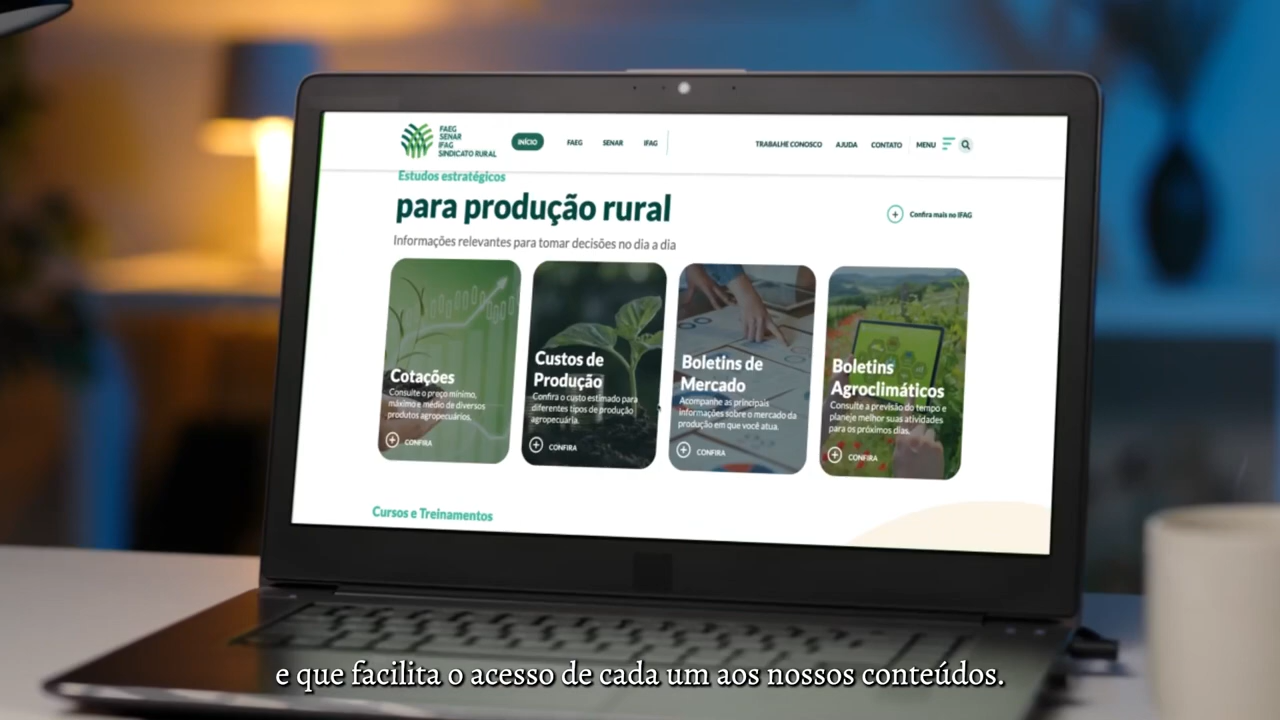 FAEG
SENAR
IFAG
SINDICATO RURAL
INÍCIO
FAEG
SENAR
IFAG
TRABALHE CONOSCO
AJUDA
CONTATO
MENU
Estudos estratégicos
para produção rural
Confira mais no IFAG
Informações relevantes para tomar decisões no dia a dia
Cotações
Consulte o preço mínimo,
máximo e médio de diversos
produtos agropecuários.
CONFIRA
Custos de
Produção
Confira o custo estimado para
diferentes tipos de produção
agropecuária.
CONFIRA
Boletins de
Mercado
Acompanhe as principais
informações sobre o mercado da
produção em que você atua.
CONFIRA
Boletins
Agroclimáticos
Consulte a previsão do tempo e
planeje melhor suas atividades
para os próximos dias.
CONFIRA
Cursos e Treinamentos
e que facilita o acesso de cada um aos nossos conteúdos.